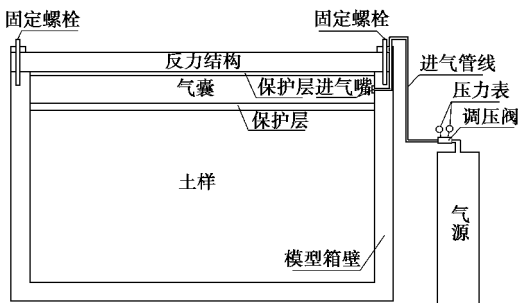 固定螺栓
固定螺栓
反力结构
进气管线
气囊
保护层
进气嘴
压力表
保护层
调压阀
土样
气源
模型箱壁